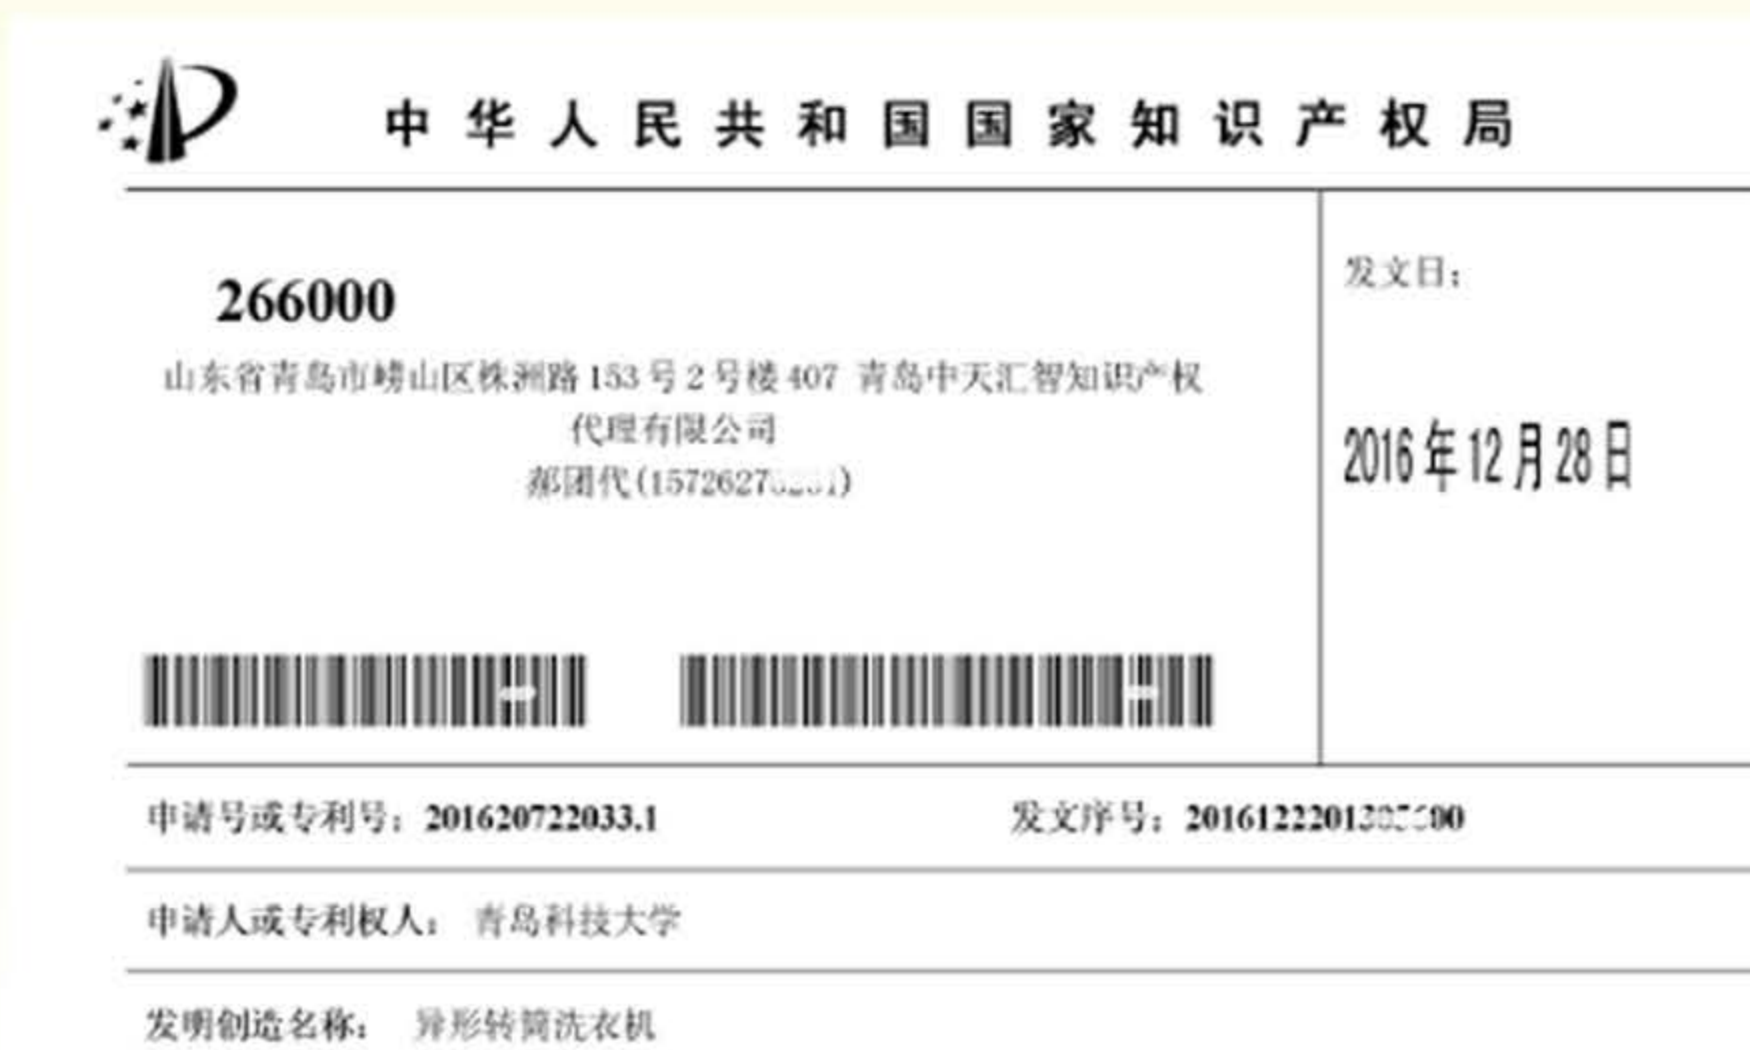 中华人民共和国国家知识产权局
266000
发文日:
山东省青岛市崂山区株洲路153号2号楼407 青岛中天汇智知识产权
代理有限公司
2016年12月28日
申请号或专利号: 201620722033.1
发文序号:
申请人或专利权人: 青岛科技大学
发明创造名称: 异形转筒洗衣机